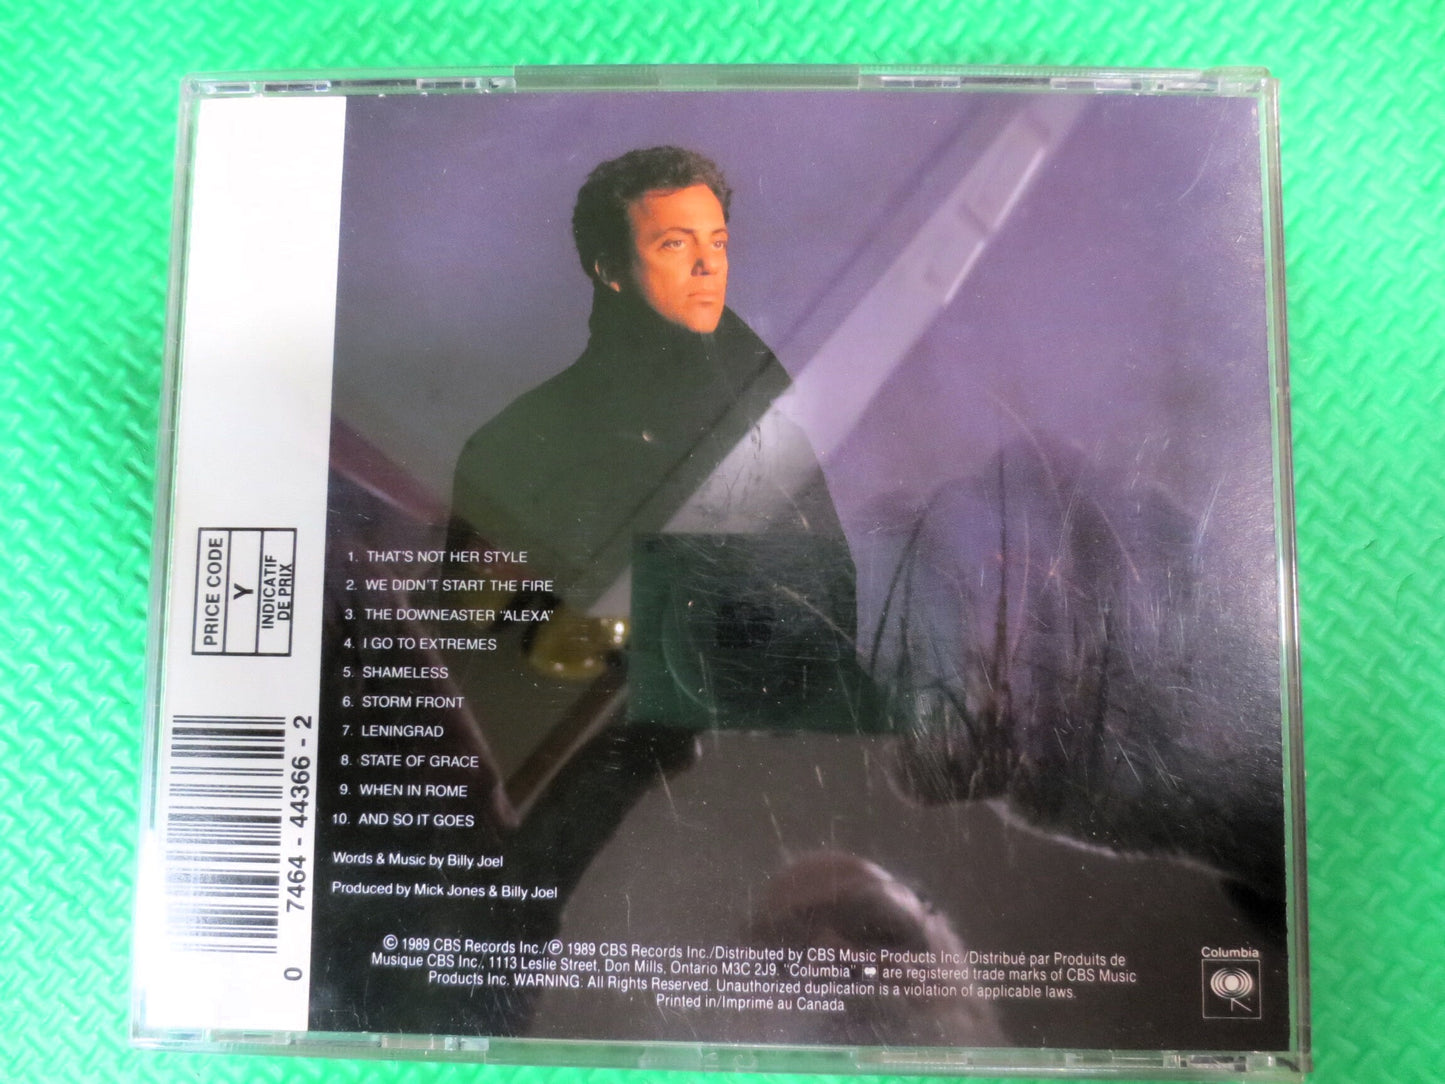 PRICE CODE
Y
INDICATIF
DE PRIX
0 7464 - 44366 - 2
1. THAT'S NOT HER STYLE
2. WE DIDN'T START THE FIRE
3. THE DOWNEASTER "ALEXA"
4. I GO TO EXTREMES
5. SHAMELESS
6. STORM FRONT
7. LENINGRAD
8. STATE OF GRACE
9. WHEN IN ROME
10. AND SO IT GOES
Words & Music by Billy Joel
Produced by Mick Jones & Billy Joel
© 1989 CBS Records Inc./℗ 1989 CBS Records Inc./Distributed by CBS Music Products Inc./Distribué par Produits de
Musique CBS Inc., 1113 Leslie Street, Don Mills, Ontario M3C 2J9. "Columbia" are registered trade marks of CBS Music
Products Inc. WARNING: All Rights Reserved. Unauthorized duplication is a violation of applicable laws.
Printed in/Imprimé au Canada
Columbia